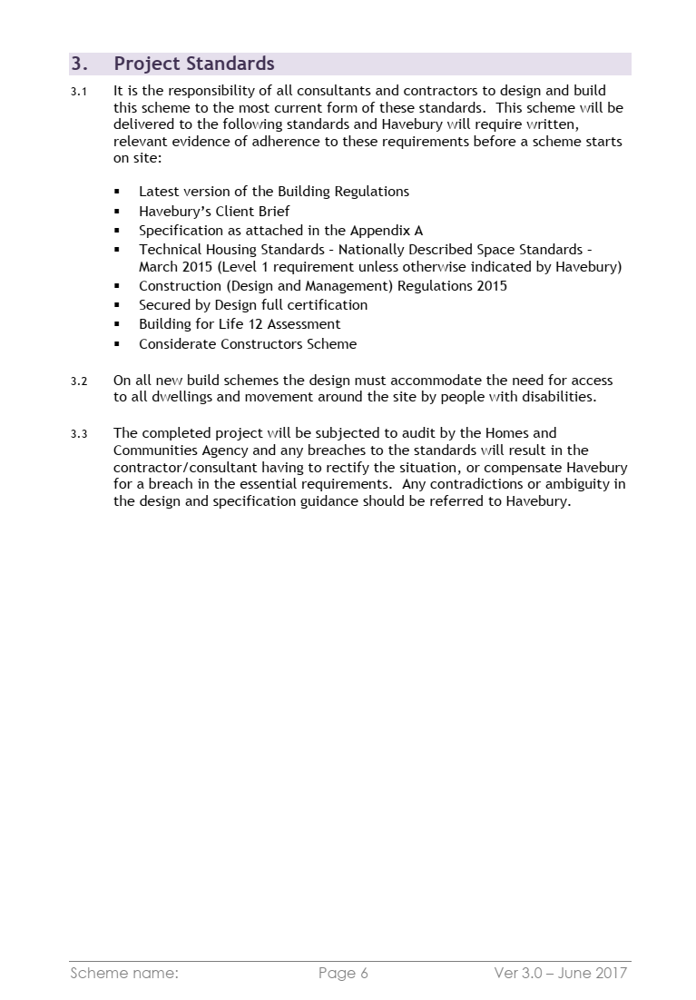 3. Project Standards
3.1 It is the responsibility of all consultants and contractors to design and build
this scheme to the most current form of these standards.  This scheme will be
delivered to the following standards and Havebury will require written,
relevant evidence of adherence to these requirements before a scheme starts
on site:
▪ Latest version of the Building Regulations
▪ Havebury’s Client Brief
▪ Specification as attached in the Appendix A
▪ Technical Housing Standards – Nationally Described Space Standards –
March 2015 (Level 1 requirement unless otherwise indicated by Havebury)
▪ Construction (Design and Management) Regulations 2015
▪ Secured by Design full certification
▪ Building for Life 12 Assessment
▪ Considerate Constructors Scheme
3.2 On all new build schemes the design must accommodate the need for access
to all dwellings and movement around the site by people with disabilities.
3.3 The completed project will be subjected to audit by the Homes and
Communities Agency and any breaches to the standards will result in the
contractor/consultant having to rectify the situation, or compensate Havebury
for a breach in the essential requirements.  Any contradictions or ambiguity in
the design and specification guidance should be referred to Havebury.
Scheme name: Page 6 Ver 3.0 – June 2017